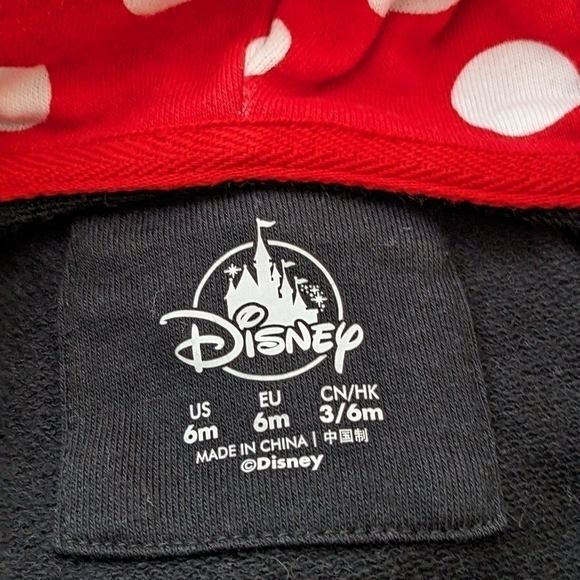 Disney
US EU CN/HK
6m 6m 3/6m
MADE IN CHINA | 中国制
©Disney